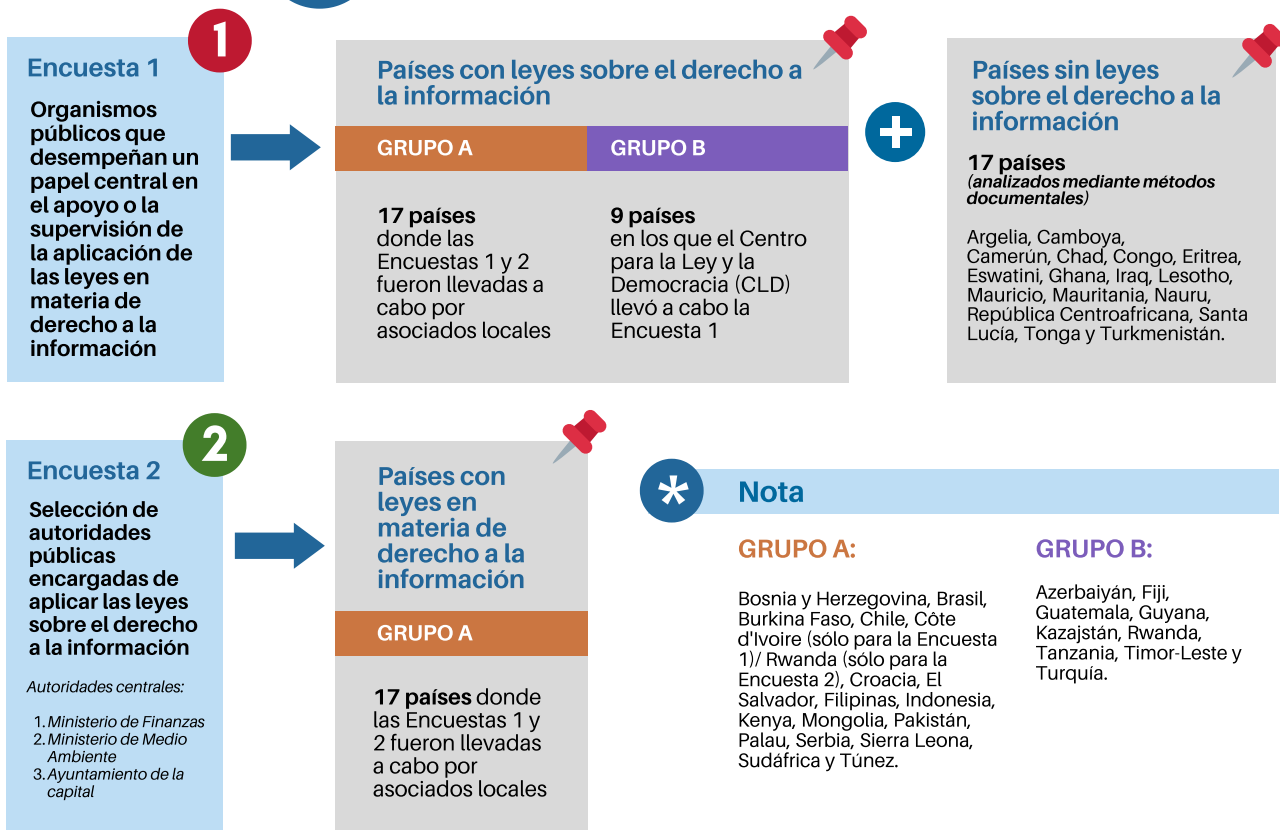 1
Encuesta 1
Organismos
públicos que
desempeñan un
papel central en
el apoyo o la
supervisión de
la aplicación de
las leyes en
materia de
derecho a la
información
Países con leyes sobre el derecho a
la información
GRUPO A
17 países
donde las
Encuestas 1 y 2
fueron llevadas a
cabo por
asociados locales
GRUPO B
9 países
en los que el Centro
para la Ley y la
Democracia (CLD)
llevó a cabo la
Encuesta 1
+
Países sin leyes
sobre el derecho a la
información
17 países
(analizados mediante métodos
documentales)
Argelia, Camboya,
Camerún, Chad, Congo, Eritrea,
Eswatini, Ghana, Iraq, Lesotho,
Mauricio, Mauritania, Nauru,
República Centroafricana, Santa
Lucía, Tonga y Turkmenistán.
2
Encuesta 2
Selección de
autoridades
públicas
encargadas de
aplicar las leyes
sobre el derecho
a la información
Autoridades centrales:
1. Ministerio de Finanzas
2. Ministerio de Medio
Ambiente
3. Ayuntamiento de la
capital
Países con
leyes en
materia de
derecho a la
información
GRUPO A
17 países donde
las Encuestas 1 y
2 fueron llevadas
a cabo por
asociados locales
*
Nota
GRUPO A:
Bosnia y Herzegovina, Brasil,
Burkina Faso, Chile, Côte
d'Ivoire (sólo para la Encuesta
1)/ Rwanda (sólo para la
Encuesta 2), Croacia, El
Salvador, Filipinas, Indonesia,
Kenya, Mongolia, Pakistán,
Palau, Serbia, Sierra Leona,
Sudáfrica y Túnez.
GRUPO B:
Azerbaiyán, Fiji,
Guatemala, Guyana,
Kazajstán, Rwanda,
Tanzania, Timor-Leste y
Turquía.